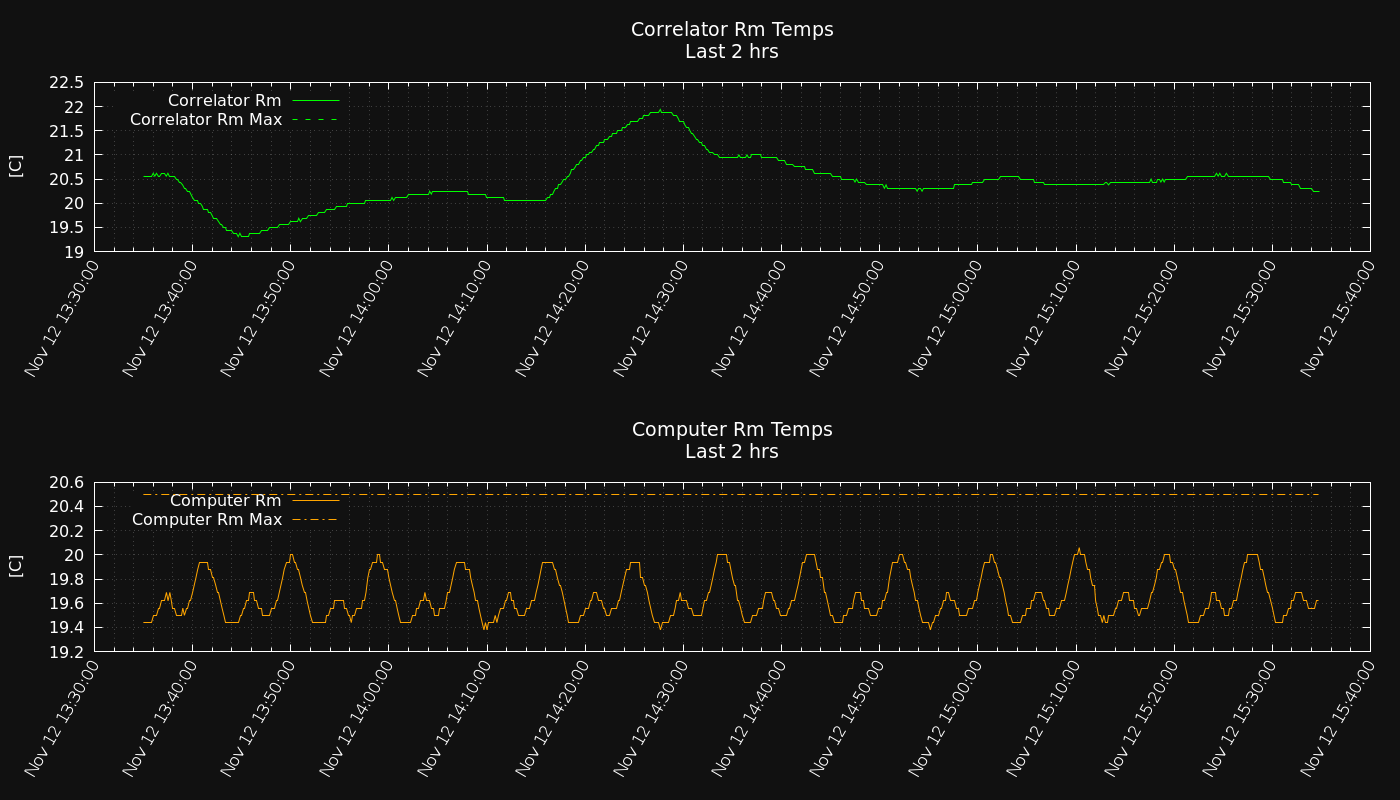 Correlator Rm Temps
Last 2 hrs
22.5
22
21.5
21
20.5
20
19.5
19
[C]
Correlator Rm
Correlator Rm Max
Nov 12 13:30:00
Nov 12 13:40:00
Nov 12 13:50:00
Nov 12 14:00:00
Nov 12 14:10:00
Nov 12 14:20:00
Nov 12 14:30:00
Nov 12 14:40:00
Nov 12 14:50:00
Nov 12 15:00:00
Nov 12 15:10:00
Nov 12 15:20:00
Nov 12 15:30:00
Nov 12 15:40:00
Computer Rm Temps
Last 2 hrs
20.6
20.4
20.2
20
19.8
19.6
19.4
19.2
[C]
Computer Rm
Computer Rm Max
Nov 12 13:30:00
Nov 12 13:40:00
Nov 12 13:50:00
Nov 12 14:00:00
Nov 12 14:10:00
Nov 12 14:20:00
Nov 12 14:30:00
Nov 12 14:40:00
Nov 12 14:50:00
Nov 12 15:00:00
Nov 12 15:10:00
Nov 12 15:20:00
Nov 12 15:30:00
Nov 12 15:40:00